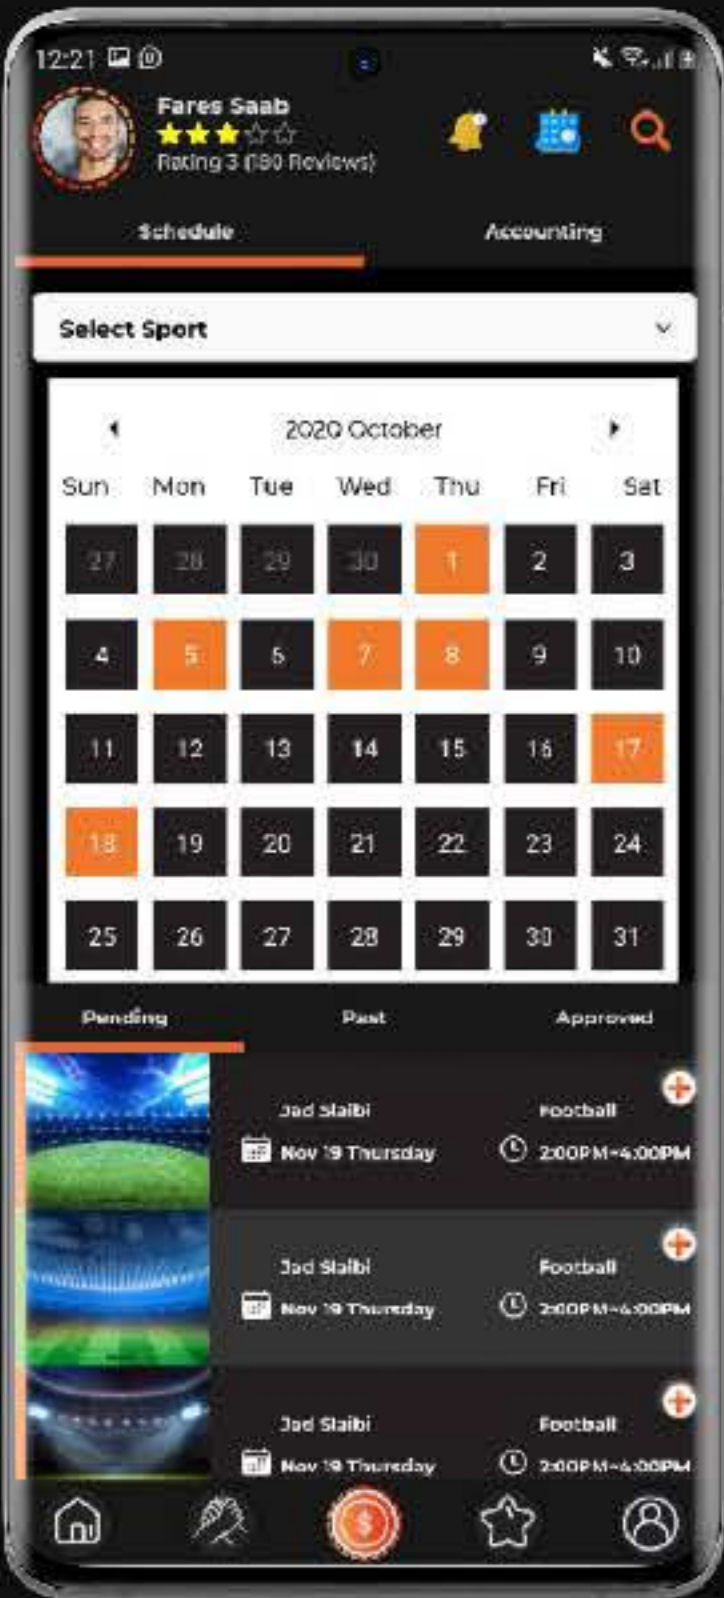 12:21
Fares Saab
Rating 3 (180 Reviews)
Schedule Accounting
Select Sport
2020 October
Sun Mon Tue Wed Thu Fri Sat
27 28 29 30 1 2 3
4 5 6 7 8 9 10
11 12 13 14 15 16 17
18 19 20 21 22 23 24
25 26 27 28 29 30 31
Pending Past Approved
Jad Slaibi Football
Nov 19 Thursday 2:00PM-4:00PM
Jad Slaibi Football
Nov 19 Thursday 2:00PM-4:00PM
Jad Slaibi Football
Nov 19 Thursday 2:00PM-4:00PM
$